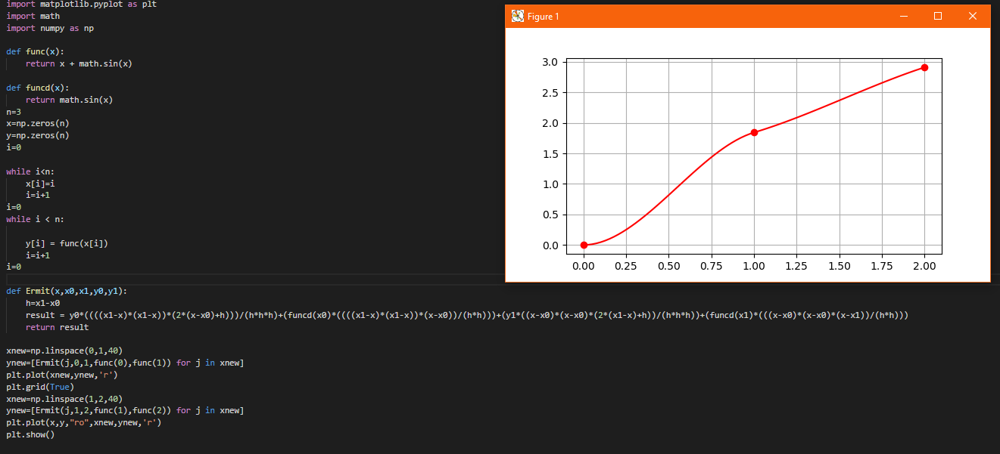 import matplotlib.pyplot as plt
import math
import numpy as np
def func(x):
    return x + math.sin(x)
def funcd(x):
    return math.sin(x)
n=3
x=np.zeros(n)
y=np.zeros(n)
i=0
while i<n:
    x[i]=i
    i=i+1
i=0
while i < n:
    y[i] = func(x[i])
    i=i+1
i=0
def Ermit(x,x0,x1,y0,y1):
    h=x1-x0
    result = y0*((((x1-x)*(x1-x))*(2*(x-x0)+h)))/(h*h*h)+(funcd(x0)*((((x1-x)*(x1-x))*(x-x0))/(h*h)))+(y1*((x-x0)*(x-x0)*(2*(x1-x)+h))/(h*h*h))+(funcd(x1)*(((x-x0)*(x-x0)*(x-x1))/(h*h)))
    return result
xnew=np.linspace(0,1,40)
ynew=[Ermit(j,0,1,func(0),func(1)) for j in xnew]
plt.plot(xnew,ynew,'r')
plt.grid(True)
xnew=np.linspace(1,2,40)
ynew=[Ermit(j,1,2,func(1),func(2)) for j in xnew]
plt.plot(x,y,"ro",xnew,ynew,'r')
plt.show()
Figure 1
3.0
2.5
2.0
1.5
1.0
0.5
0.0
0.00 0.25 0.50 0.75 1.00 1.25 1.50 1.75 2.00